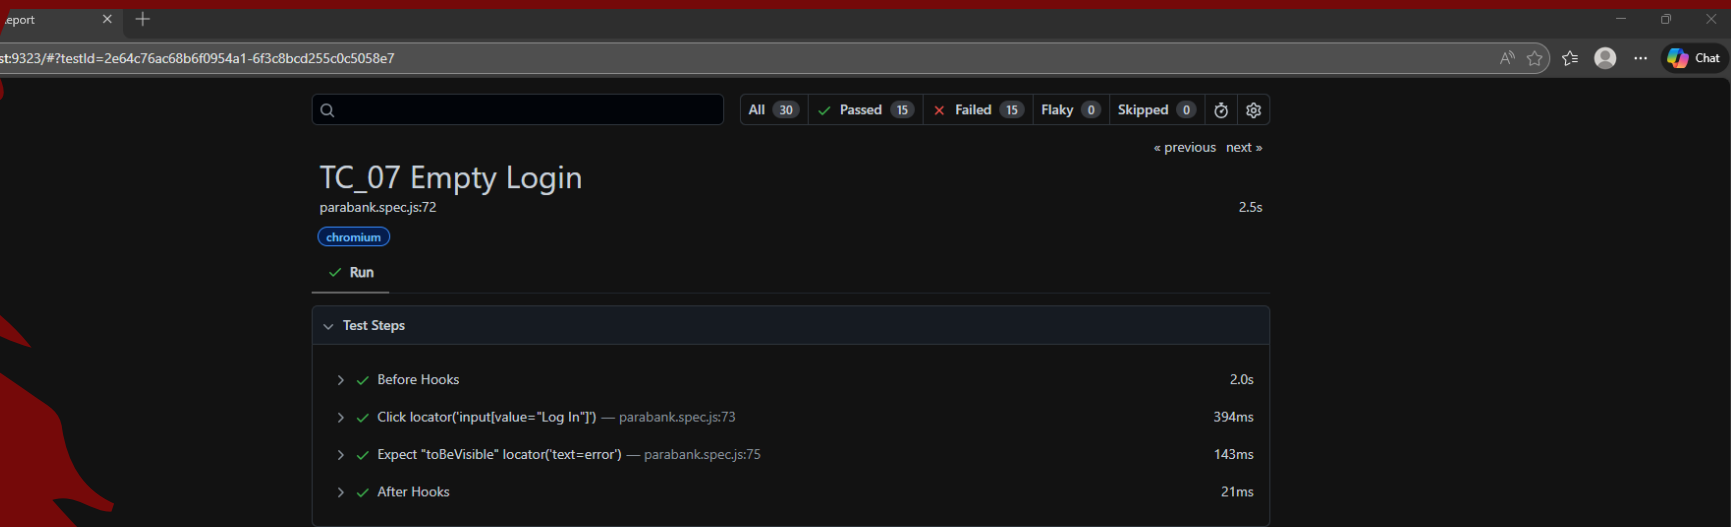 eport
st:9323/#?testId=2e64c76ac68b6f0954a1-6f3c8bcd255c0c5058e7
Chat
All 30 Passed 15 Failed 15 Flaky 0 Skipped 0
« previous next »
TC_07 Empty Login
parabank.spec.js:72 2.5s
chromium
Run
Test Steps
Before Hooks 2.0s
Click locator('input[value="Log In"]') — parabank.spec.js:73 394ms
Expect "toBeVisible" locator('text=error') — parabank.spec.js:75 143ms
After Hooks 21ms